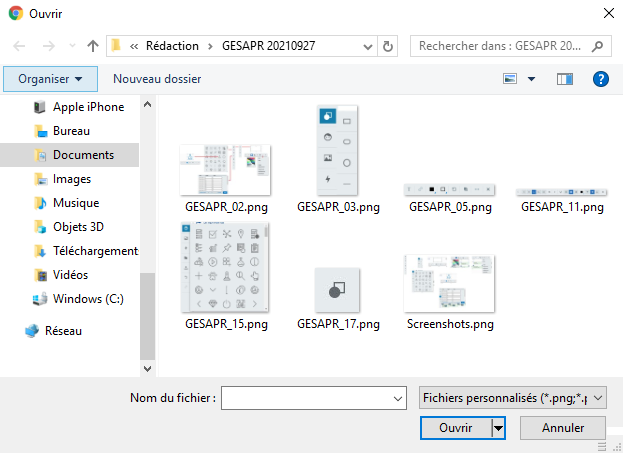 Ouvrir
« Rédaction > GESAPR 20210927
Rechercher dans : GESAPR 20...
Organiser
Nouveau dossier
Apple iPhone
Bureau
Documents
Images
Musique
Objets 3D
Téléchargement
Vidéos
Windows (C:)
Réseau
GESAPR_02.png
GESAPR_03.png
GESAPR_05.png
GESAPR_11.png
GESAPR_15.png
GESAPR_17.png
Screenshots.png
Nom du fichier :
Fichiers personnalisés (*.png;*.p
Ouvrir
Annuler